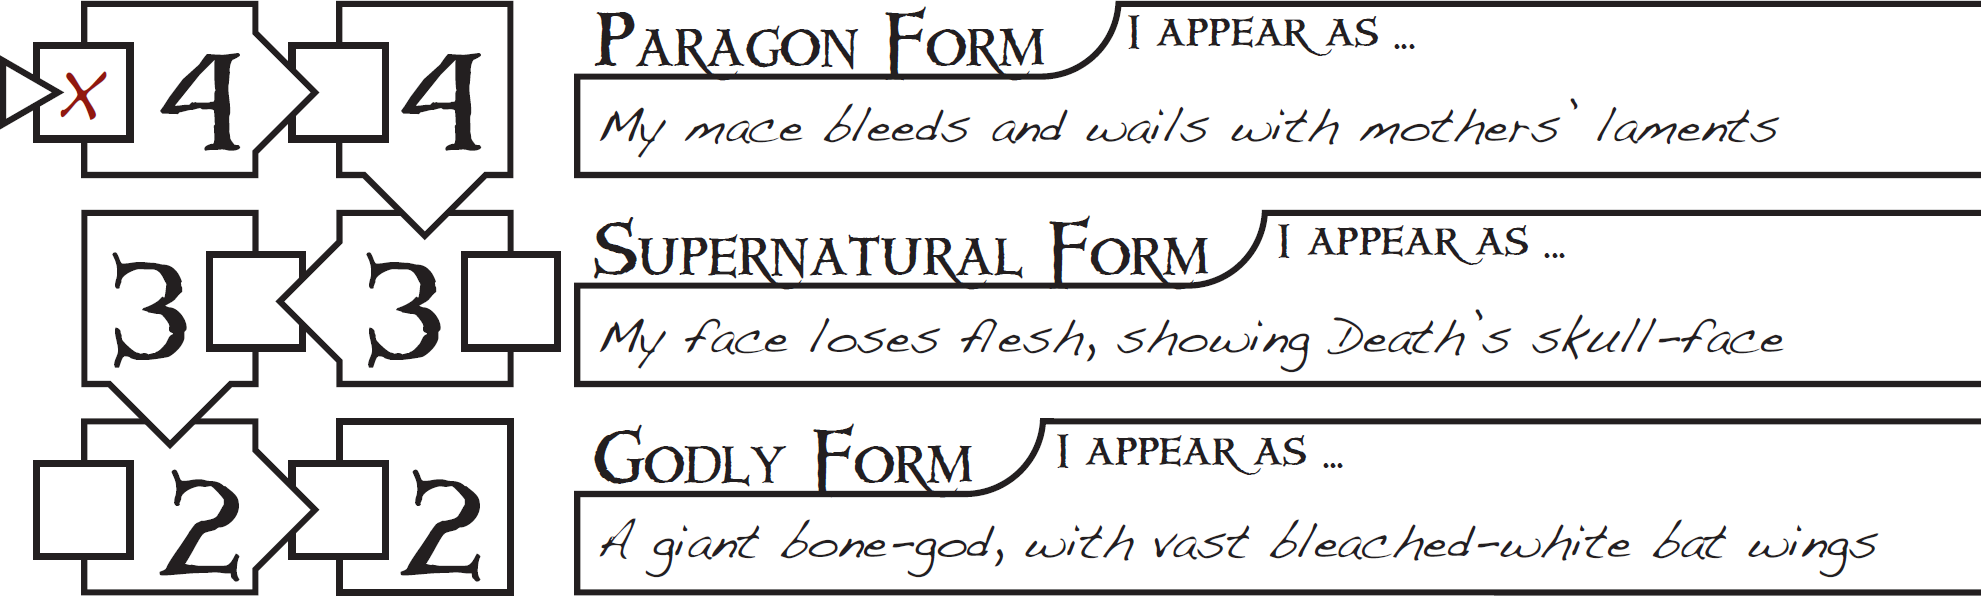 x 4 4
Paragon Form I appear as ...
My mace bleeds and wails with mothers' laments
3 3
Supernatural Form I appear as ...
My face loses flesh, showing Death's skull-face
2 2
Godly Form I appear as ...
A giant bone-god, with vast bleached-white bat wings